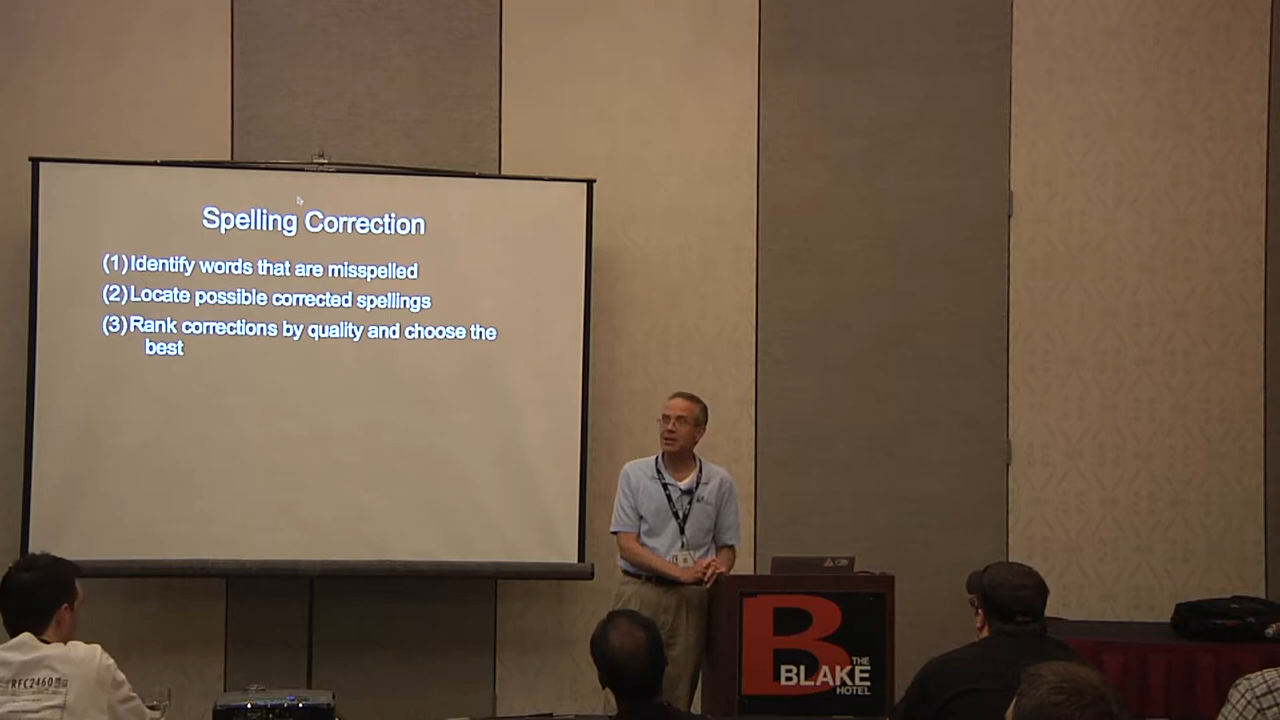 Spelling Correction
(1) Identify words that are misspelled
(2) Locate possible corrected spellings
(3) Rank corrections by quality and choose the
best
RFC2460
B
THE
BLAKE
HOTEL